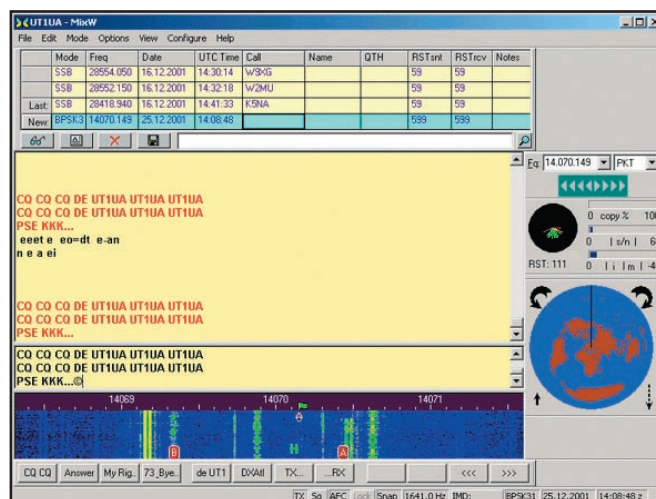 UT1UA - MixW
File Edit Mode Options View Configure Help
Mode Freq Date UTC Time Call Name QTH RSTsnt RSTrcv Notes
SSB 28554.050 16.12.2001 14:30:14 W9XG 59 59
SSB 28552.150 16.12.2001 14:32:18 W2MU 59 59
Last: SSB 28418.940 16.12.2001 14:41:33 K5NA 59 59
New: BPSK3 14070.149 25.12.2001 14:08:48 599 599
Fq: 14.070.149 PKT
CQ CQ CQ DE UT1UA UT1UA UT1UA
CQ CQ CQ DE UT1UA UT1UA UT1UA
PSE KKK...
eeet e eo=dt e-an
n e a ei
0 copy % 100
0 | s/n | 6
RST: 111 0 | i | m | -4
CQ CQ CQ DE UT1UA UT1UA UT1UA
CQ CQ CQ DE UT1UA UT1UA UT1UA
PSE KKK...
CQ CQ CQ DE UT1UA UT1UA UT1UA
CQ CQ CQ DE UT1UA UT1UA UT1UA
PSE KKK...©
14069 14070 14071
B H A
CQ CQ Answer My Rig.. 73_Bye.. de UT1 DXAtl TX... ...RX <<< >>>
TX Sq AFC Lock Snap 1641.0 Hz IMD: BPSK31 25.12.2001 14:08:48 z